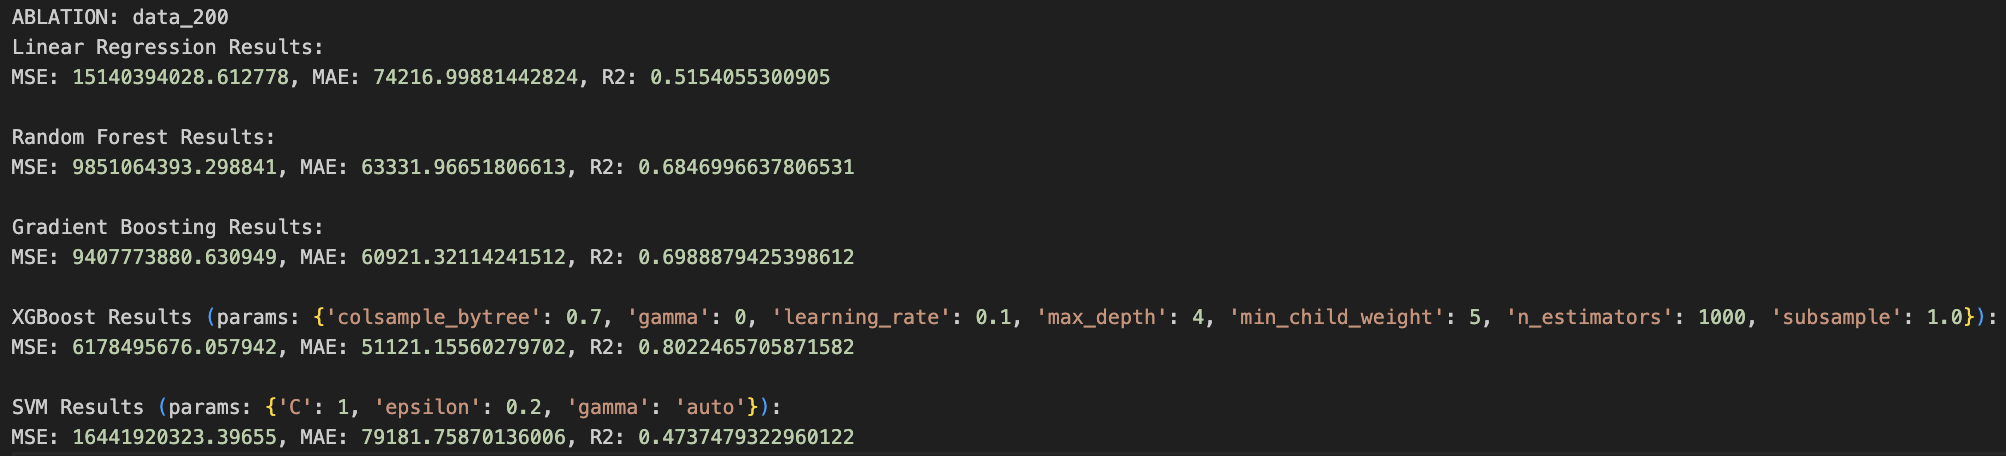 ABLATION: data_200
Linear Regression Results:
MSE: 15140394028.612778, MAE: 74216.99881442824, R2: 0.5154055300905
Random Forest Results:
MSE: 9851064393.298841, MAE: 63331.96651806613, R2: 0.6846996637806531
Gradient Boosting Results:
MSE: 9407773880.630949, MAE: 60921.32114241512, R2: 0.6988879425398612
XGBoost Results (params: {'colsample_bytree': 0.7, 'gamma': 0, 'learning_rate': 0.1, 'max_depth': 4, 'min_child_weight': 5, 'n_estimators': 1000, 'subsample': 1.0}):
MSE: 6178495676.057942, MAE: 51121.15560279702, R2: 0.8022465705871582
SVM Results (params: {'C': 1, 'epsilon': 0.2, 'gamma': 'auto'}):
MSE: 16441920323.39655, MAE: 79181.75870136006, R2: 0.4737479322960122